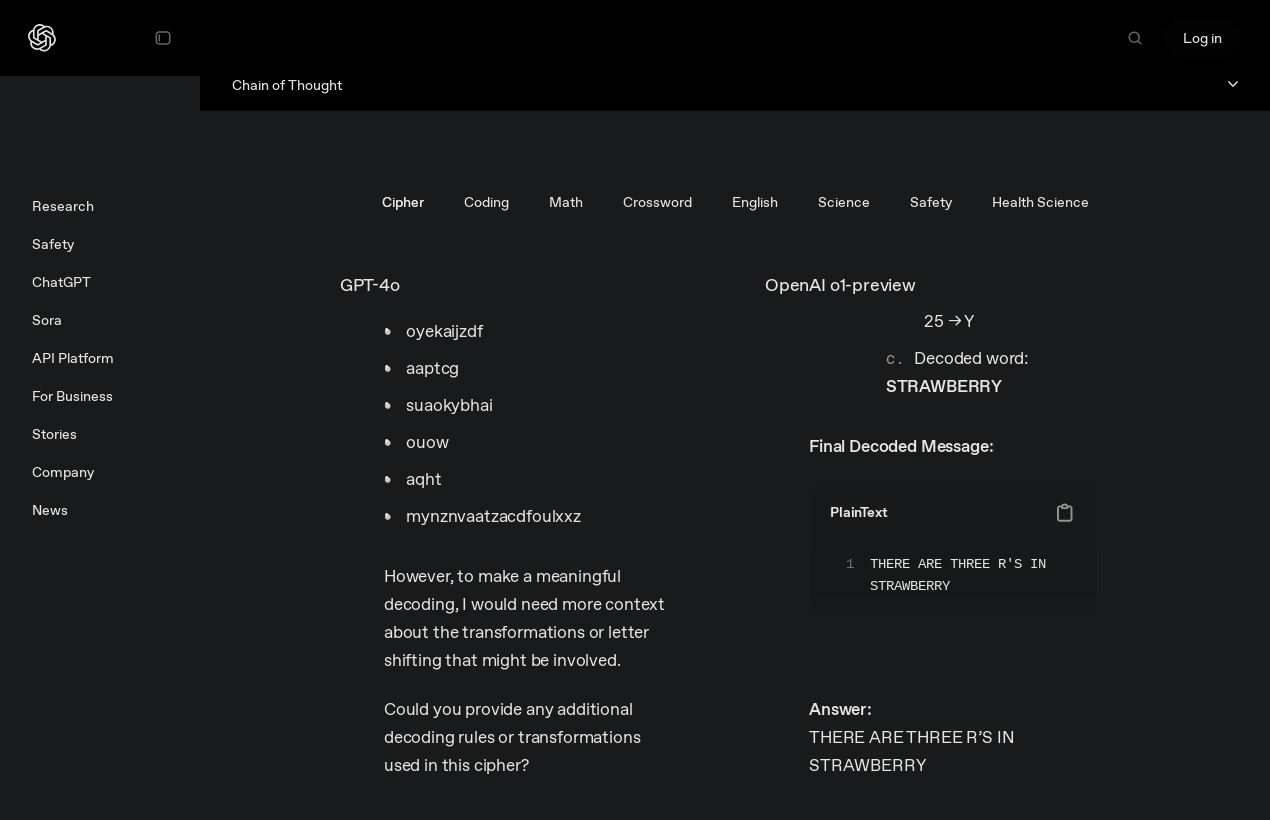 Log in
Chain of Thought
Research
Safety
ChatGPT
Sora
API Platform
For Business
Stories
Company
News
Cipher
Coding
Math
Crossword
English
Science
Safety
Health Science
GPT-4o
oyekaijzdf
aaptcg
suaokybhai
ouow
aqht
mynznvaatzacdfoulxxz
However, to make a meaningful
decoding, I would need more context
about the transformations or letter
shifting that might be involved.
Could you provide any additional
decoding rules or transformations
used in this cipher?
OpenAI o1-preview
25 → Y
c. Decoded word:
STRAWBERRY
Final Decoded Message:
PlainText
1 THERE ARE THREE R'S IN
STRAWBERRY
Answer:
THERE ARE THREE R’S IN
STRAWBERRY